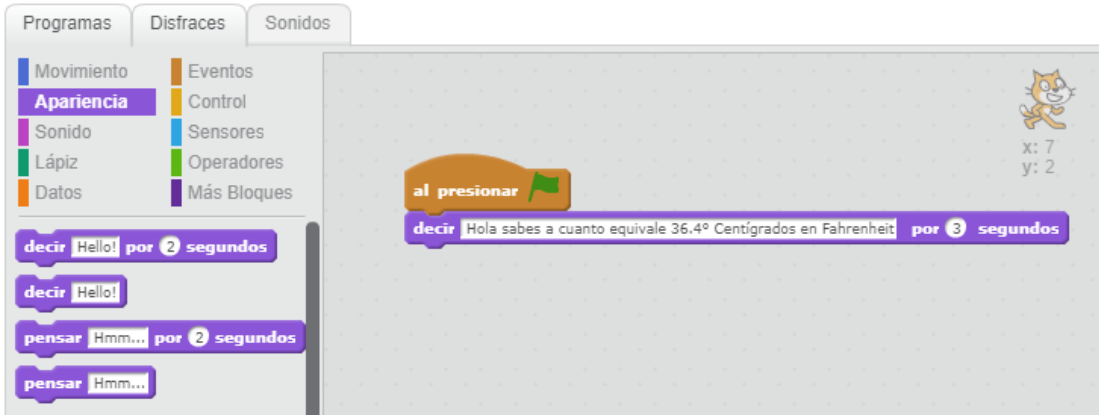 Programas Disfraces Sonidos
Movimiento Eventos
Apariencia Control
Sonido Sensores
Lápiz Operadores
Datos Más Bloques
decir Hello! por 2 segundos
decir Hello!
pensar Hmm... por 2 segundos
pensar Hmm...
al presionar
decir Hola sabes a cuanto equivale 36.4º Centígrados en Fahrenheit por 3 segundos
x: 7
y: 2